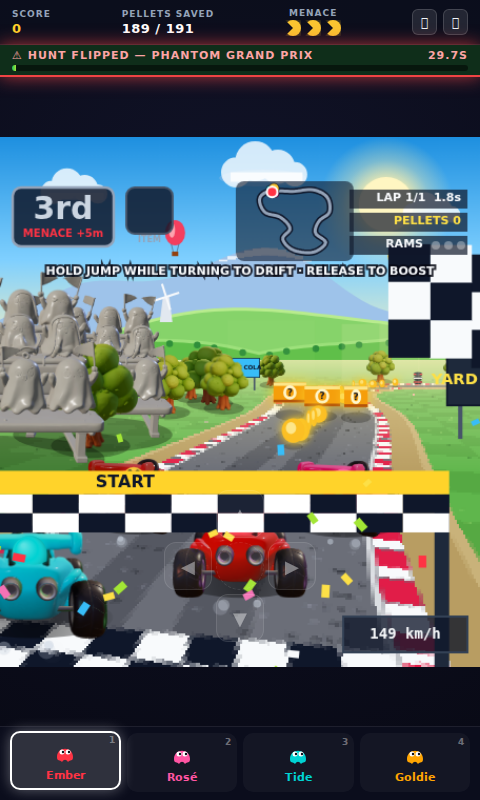 SCORE
0
PELLETS SAVED
189 / 191
MENACE
⚠ HUNT FLIPPED — PHANTOM GRAND PRIX
29.7S
3rd
MENACE +5m
ITEM
LAP 1/1 1.8s
PELLETS 0
RAMS
HOLD JUMP WHILE TURNING TO DRIFT · RELEASE TO BOOST
COLA
YARD
? ? ?
START
149 km/h
1
Ember
2
Rosé
3
Tide
4
Goldie